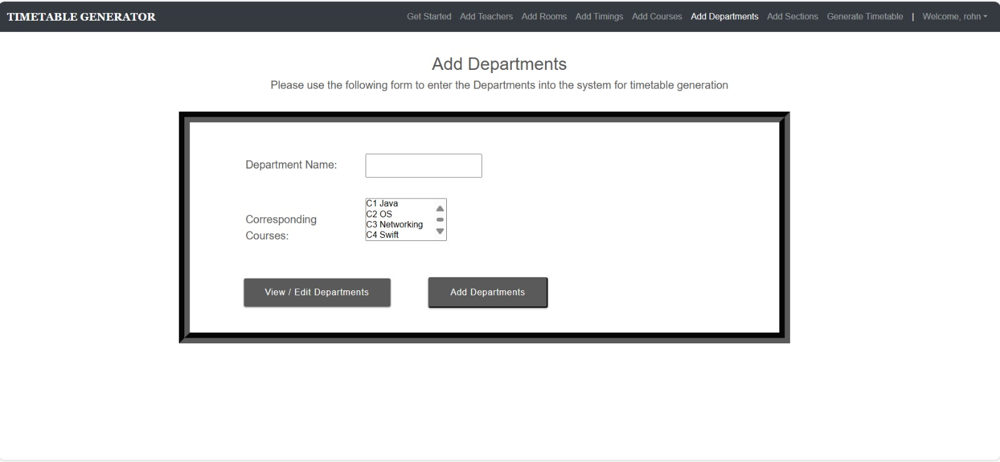 TIMETABLE GENERATOR
Get Started Add Teachers Add Rooms Add Timings Add Courses Add Departments Add Sections Generate Timetable | Welcome, rohn
Add Departments
Please use the following form to enter the Departments into the system for timetable generation
Department Name:
Corresponding
Courses:
C1 Java
C2 OS
C3 Networking
C4 Swift
View / Edit Departments
Add Departments